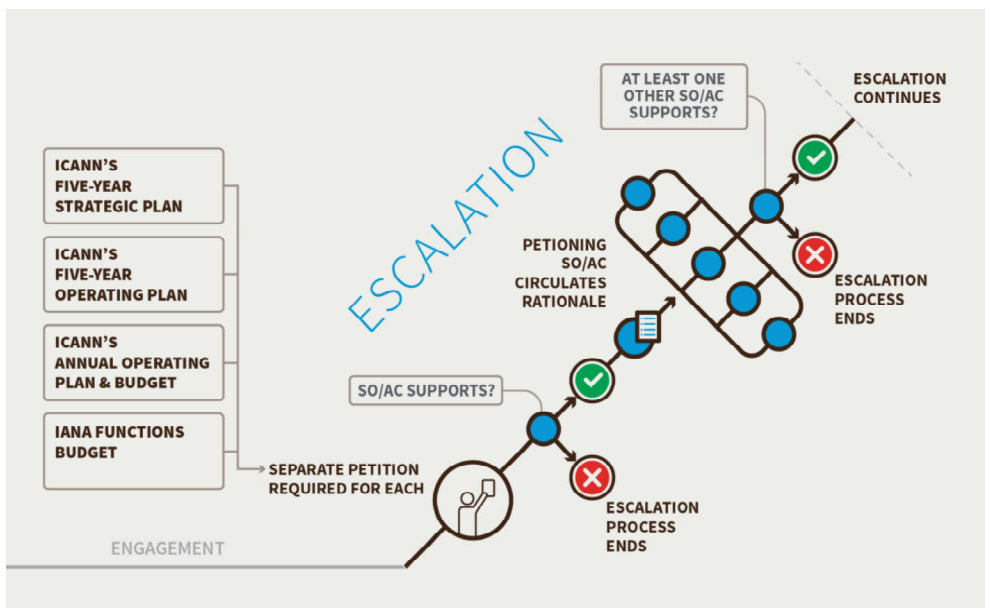 ICANN'S
FIVE-YEAR
STRATEGIC PLAN
ICANN'S
FIVE-YEAR
OPERATING PLAN
ICANN'S
ANNUAL OPERATING
PLAN & BUDGET
IANA FUNCTIONS
BUDGET
SEPARATE PETITION
REQUIRED FOR EACH
ENGAGEMENT
ESCALATION
SO/AC SUPPORTS?
ESCALATION
PROCESS
ENDS
PETIONING
SO/AC
CIRCULATES
RATIONALE
AT LEAST ONE
OTHER SO/AC
SUPPORTS?
ESCALATION
PROCESS
ENDS
ESCALATION
CONTINUES